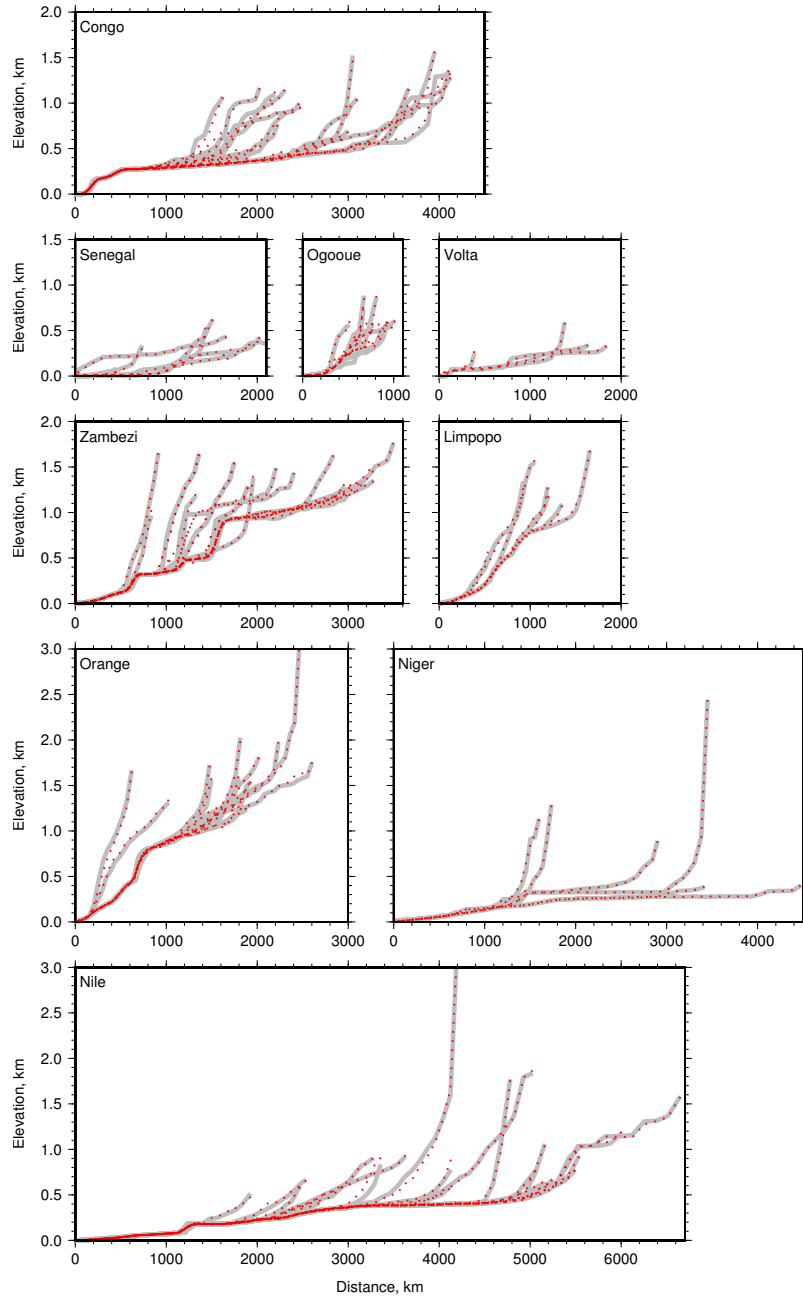 2.0
Congo
1.5
Elevation, km
1.0
0.5
0.0
0 1000 2000 3000 4000
1.5
Senegal Ogooue Volta
1.0
Elevation, km
0.5
0.0
0 1000 2000 0 1000 0 1000 2000
2.0
Zambezi Limpopo
1.5
Elevation, km
1.0
0.5
0.0
0 1000 2000 3000 0 1000 2000
3.0
Orange Niger
2.5
2.0
Elevation, km
1.5
1.0
0.5
0.0
0 1000 2000 3000 0 1000 2000 3000 4000
3.0
Nile
2.5
2.0
Elevation, km
1.5
1.0
0.5
0.0
0 1000 2000 3000 4000 5000 6000
Distance, km